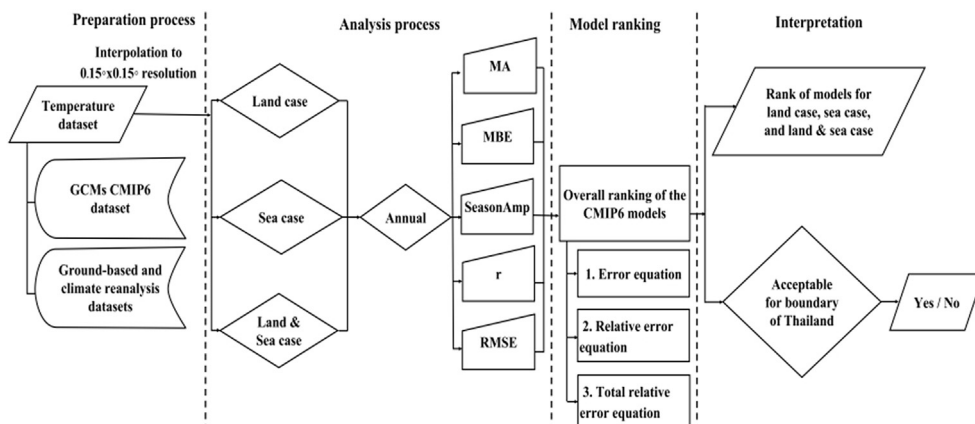 Preparation process
Analysis process
Model ranking
Interpretation
Interpolation to
0.15°x0.15° resolution
Temperature
dataset
GCMs CMIP6
dataset
Ground-based and
climate reanalysis
datasets
Land case
Sea case
Land &
Sea case
Annual
MA
MBE
SeasonAmp
r
RMSE
Overall ranking of the
CMIP6 models
1. Error equation
2. Relative error
equation
3. Total relative
error equation
Rank of models for
land case, sea case,
and land & sea case
Acceptable
for boundary
of Thailand
Yes / No